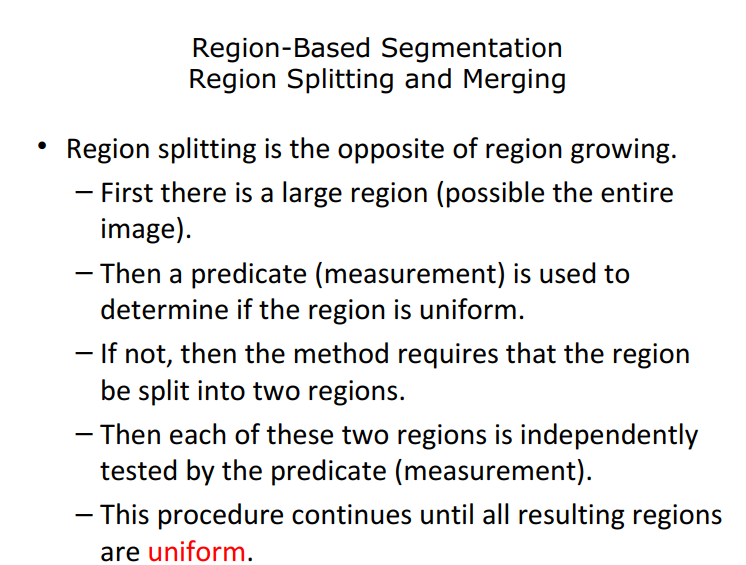 Region-Based Segmentation
Region Splitting and Merging
• Region splitting is the opposite of region growing.
– First there is a large region (possible the entire
image).
– Then a predicate (measurement) is used to
determine if the region is uniform.
– If not, then the method requires that the region
be split into two regions.
– Then each of these two regions is independently
tested by the predicate (measurement).
– This procedure continues until all resulting regions
are uniform.